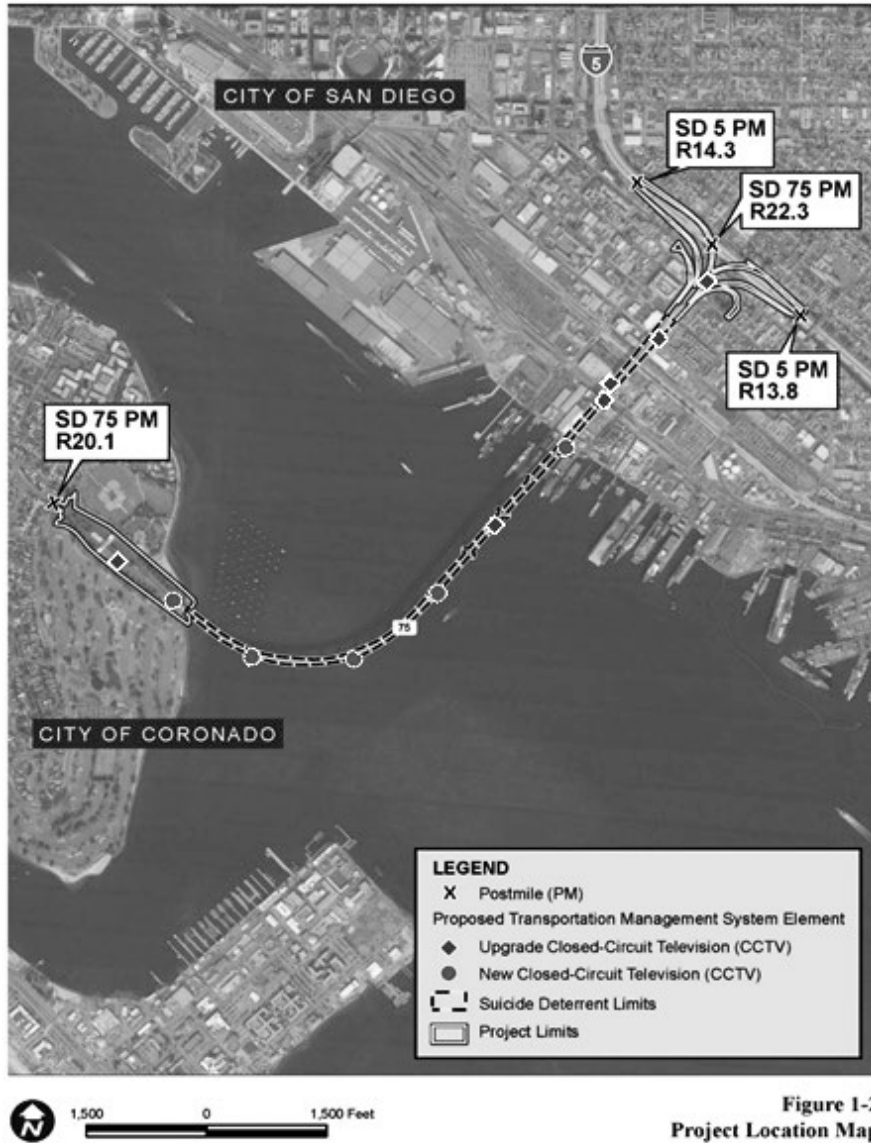 CITY OF SAN DIEGO
5
SD 5 PM
R14.3
SD 75 PM
R22.3
SD 5 PM
R13.8
SD 75 PM
R20.1
75
CITY OF CORONADO
LEGEND
X Postmile (PM)
Proposed Transportation Management System Element
Upgrade Closed-Circuit Television (CCTV)
New Closed-Circuit Television (CCTV)
Suicide Deterrent Limits
Project Limits
N
1,500 0 1,500 Feet
Figure 1-
Project Location Map